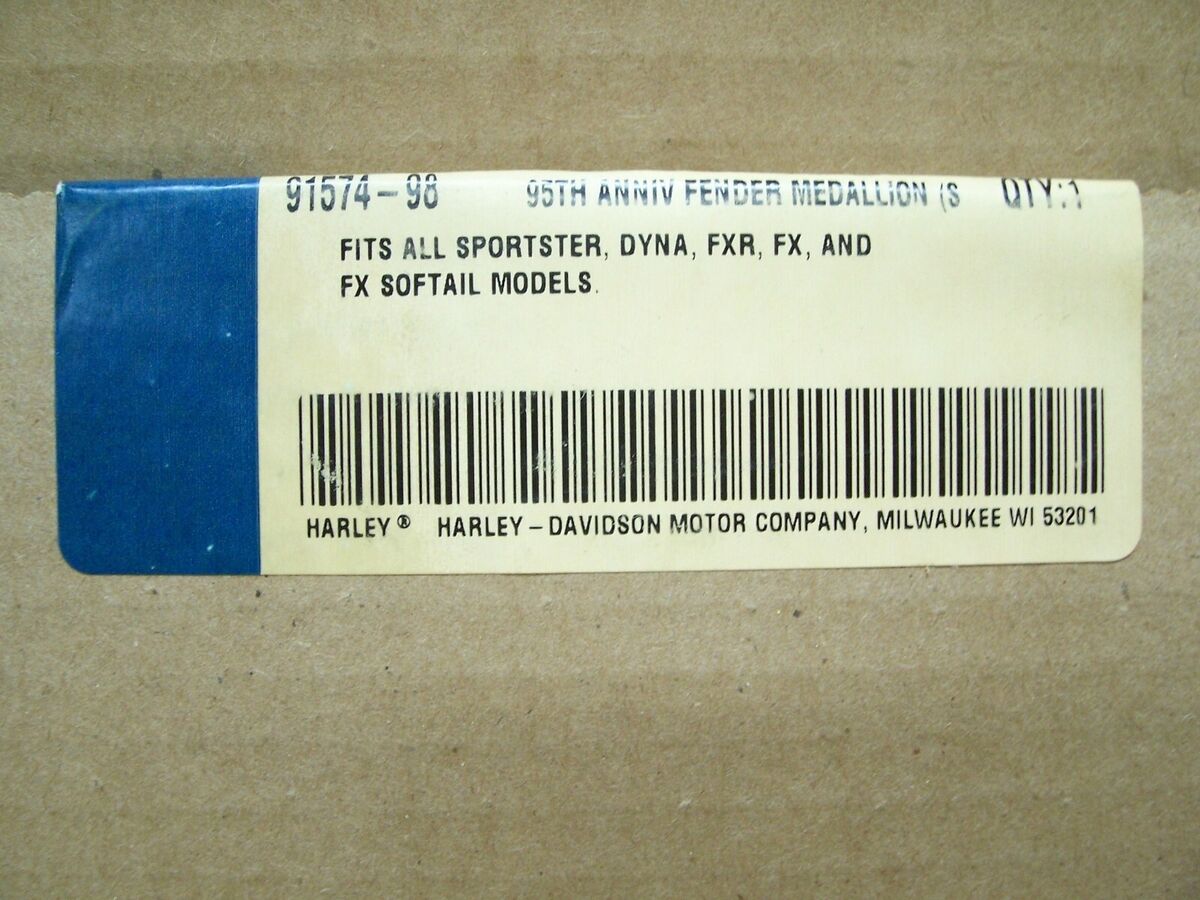 91574-98 95TH ANNIV FENDER MEDALLION (S QTY:1
FITS ALL SPORTSTER, DYNA, FXR, FX, AND
FX SOFTAIL MODELS.
HARLEY® HARLEY-DAVIDSON MOTOR COMPANY, MILWAUKEE WI 53201